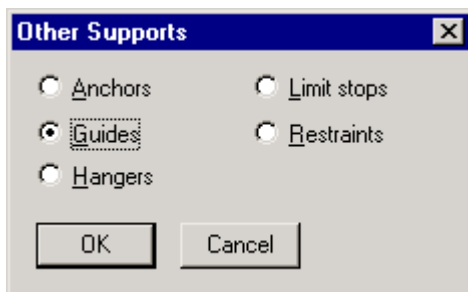 Other Supports
Anchors Limit stops
Guides Restraints
Hangers
OK Cancel